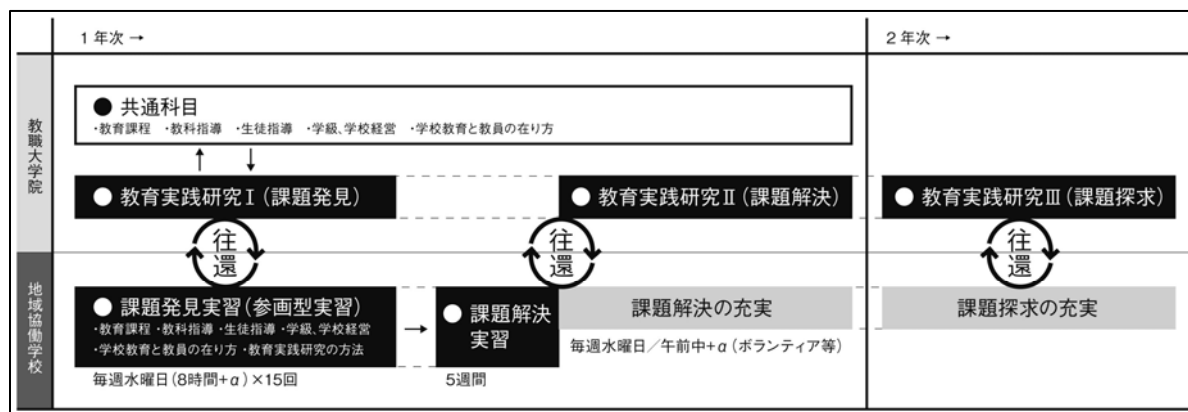 1年次 →
2年次 →
教職大学院
● 共通科目
・教育課程 ・教科指導 ・生徒指導 ・学級、学校経営 ・学校教育と教員の在り方
↑ ↓
● 教育実践研究Ⅰ(課題発見)
● 教育実践研究Ⅱ(課題解決)
● 教育実践研究Ⅲ(課題探求)
往還
往還
往還
地域協働学校
● 課題発見実習(参画型実習)
・教育課程 ・教科指導 ・生徒指導 ・学級、学校経営
・学校教育と教員の在り方 ・教育実践研究の方法
毎週水曜日(8時間+α)×15回
→
● 課題解決
実習
5週間
課題解決の充実
毎週水曜日/午前中+α(ボランティア等)
課題探求の充実